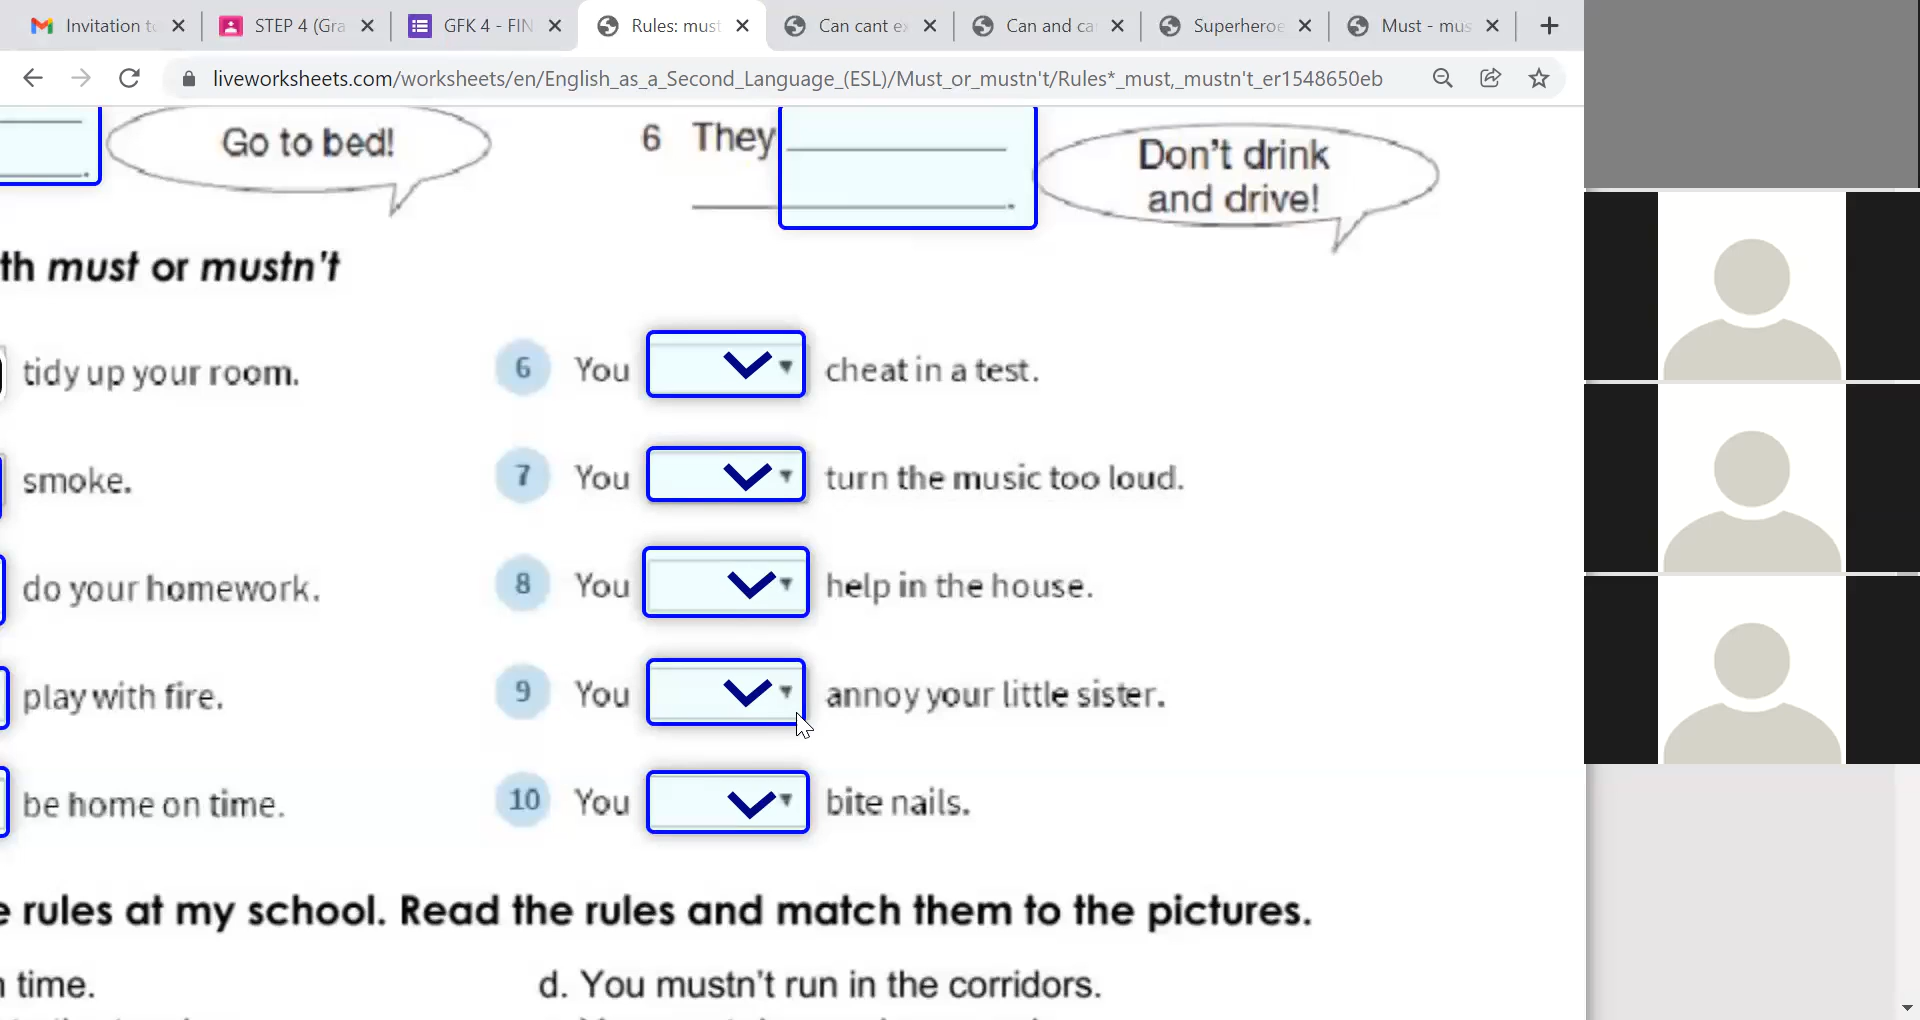 Invitation to
STEP 4 (Gra
GFK 4 - FIN
Rules: must
Can cant ex
Can and ca
Superheroe
Must - mus
liveworksheets.com/worksheets/en/English_as_a_Second_Language_(ESL)/Must_or_mustn't/Rules*_must,_mustn't_er1548650eb
Go to bed!
6 They
Don't drink
and drive!
th must or mustn't
tidy up your room.
6 You cheat in a test.
smoke.
7 You turn the music too loud.
do your homework.
8 You help in the house.
play with fire.
9 You annoy your little sister.
be home on time.
10 You bite nails.
e rules at my school. Read the rules and match them to the pictures.
n time.
d. You mustn't run in the corridors.